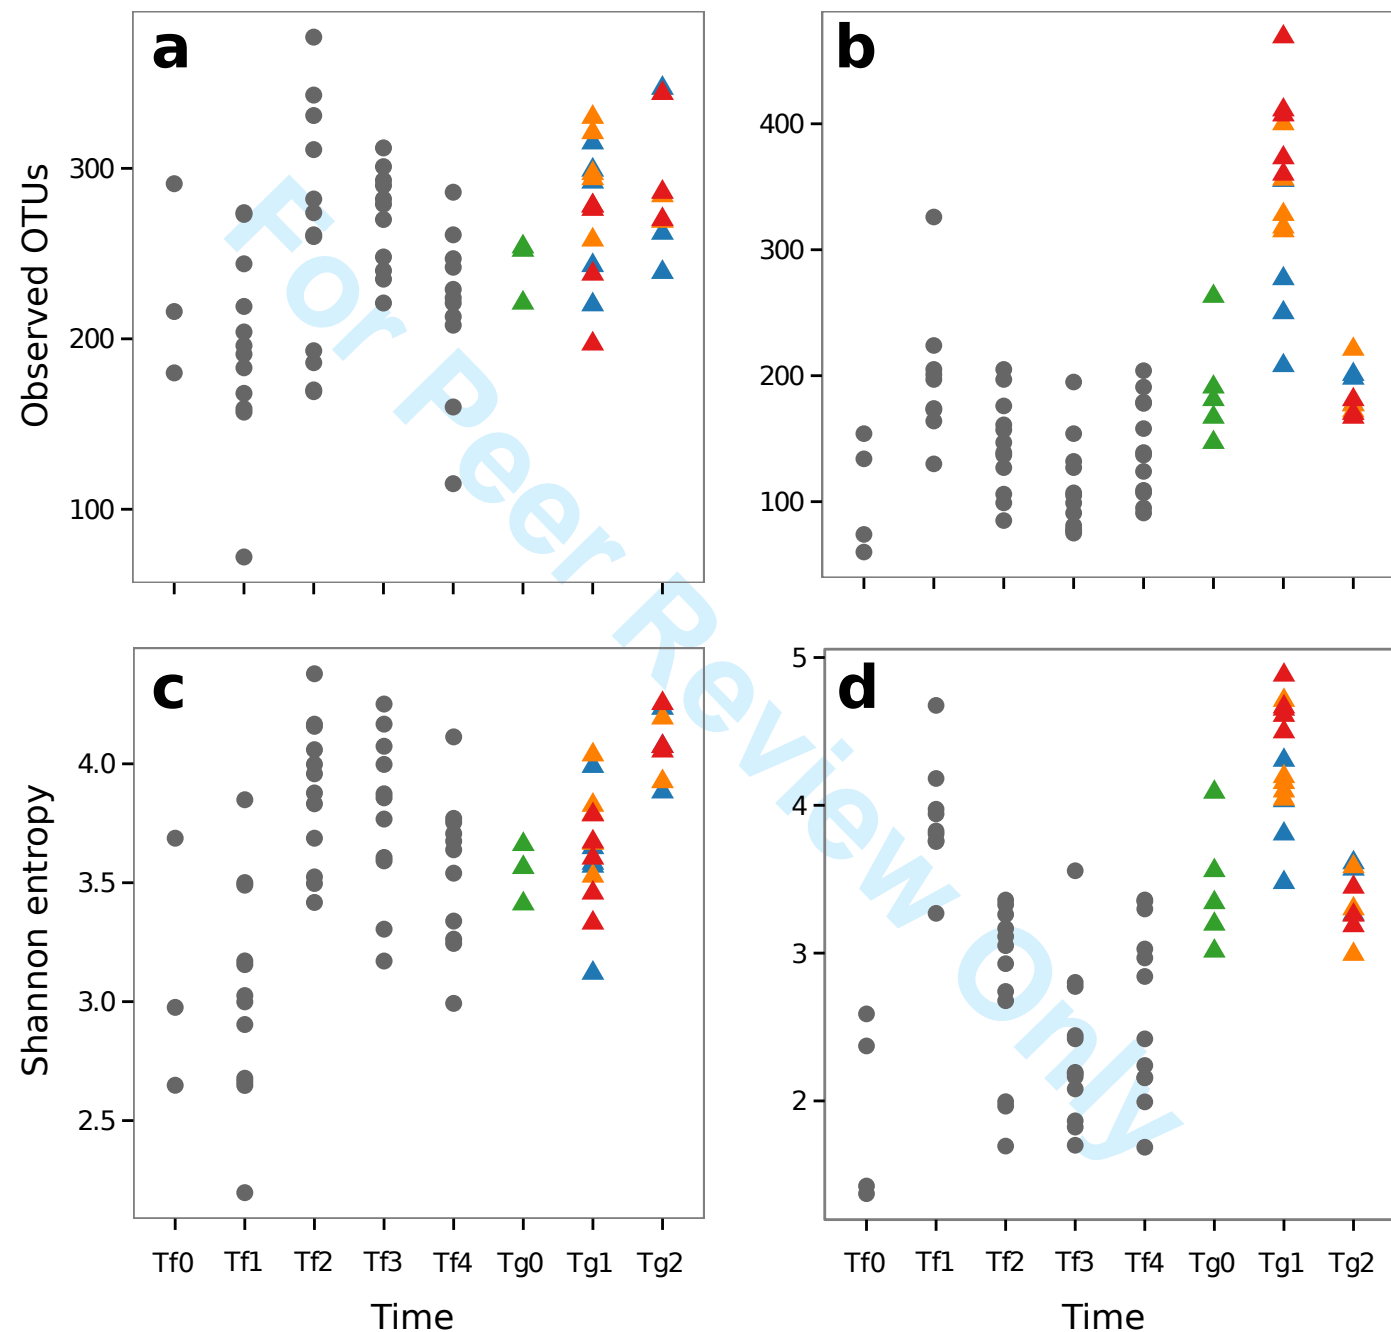 a
b
Observed OTUs
300
200
100
400
300
200
100
c
d
Shannon entropy
4.0
3.5
3.0
2.5
5
4
3
2
Tf0 Tf1 Tf2 Tf3 Tf4 Tg0 Tg1 Tg2
Tf0 Tf1 Tf2 Tf3 Tf4 Tg0 Tg1 Tg2
Time
Time
For Peer Review Only